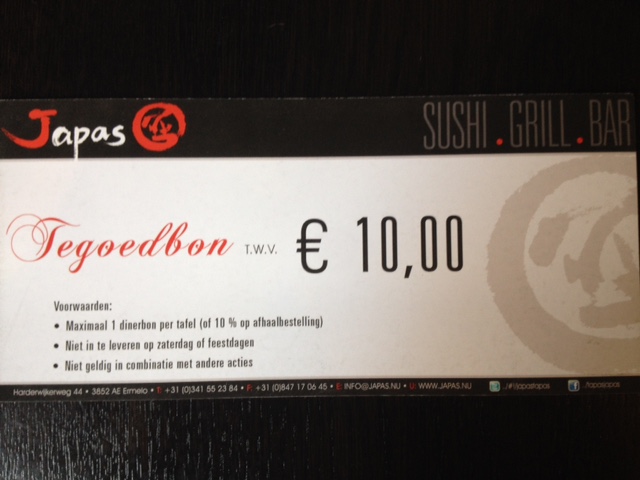 Japas
SUSHI.GRILL.BAR
Tegoedbon T.W.V. € 10,00
Voorwaarden:
• Maximaal 1 dinerbon per tafel (of 10 % op afhaalbestelling)
• Niet in te leveren op zaterdag of feestdagen
• Niet geldig in combinatie met andere acties
Harderwijkerweg 44 • 3852 AE Ermelo • T: +31 (0)341 55 23 84 • F: +31 (0)847 17 06 45 • E: INFO@JAPAS.NU • U: WWW.JAPAS.NU